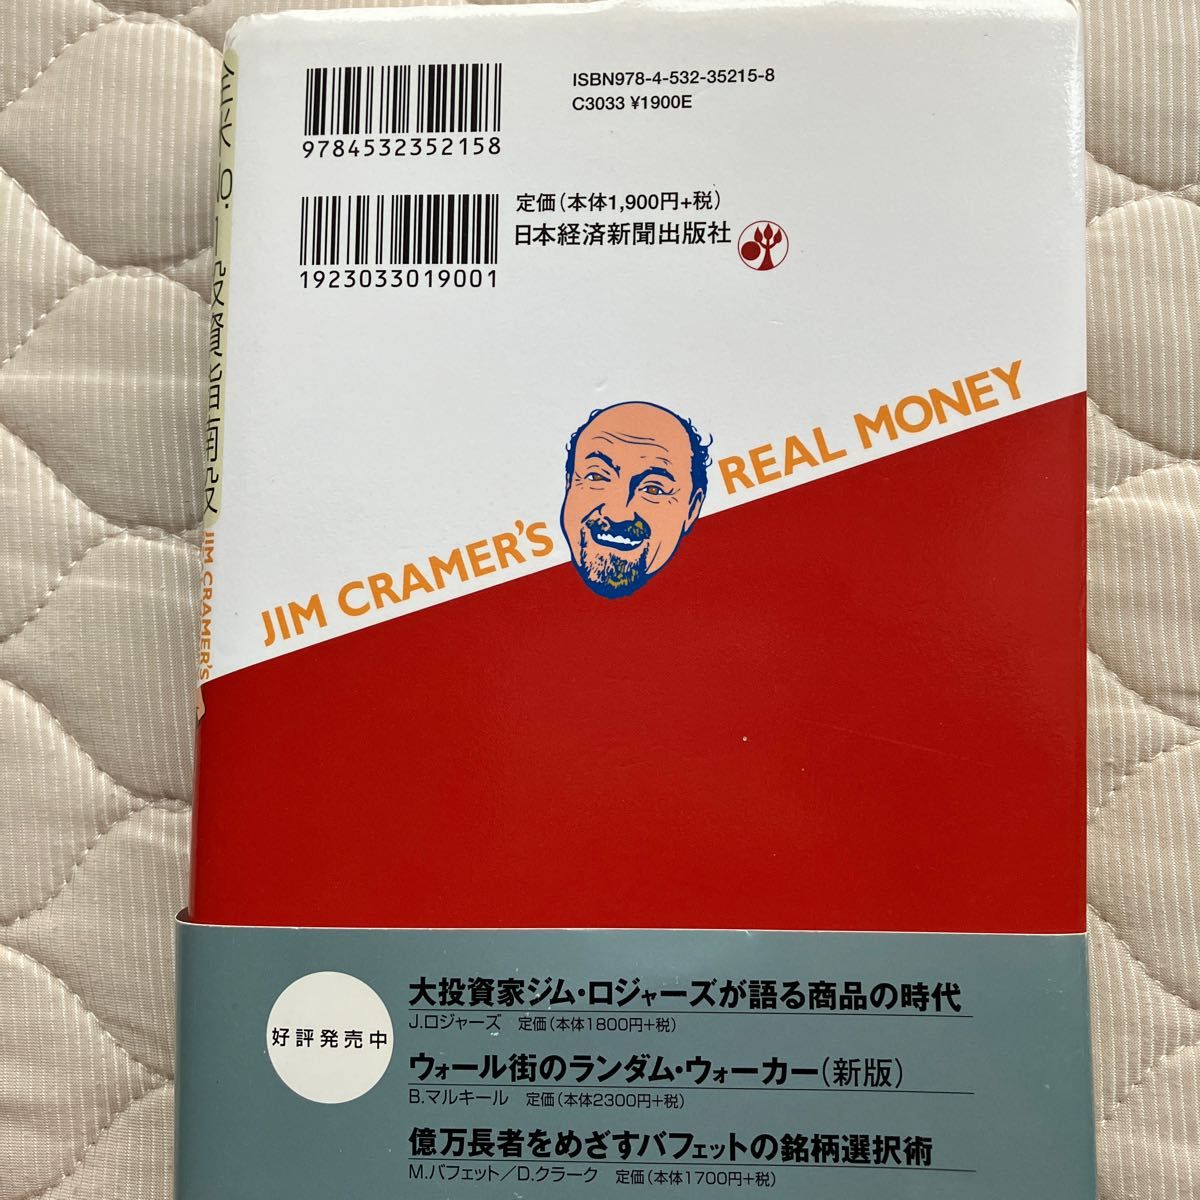 ISBN978-4-532-35215-8
C3033 ¥1900E
9784532352158
定価(本体1,900円+税)
日本経済新聞出版社
1923033019001
JIM CRAMER'S
REAL MONEY
JIM CRAMER'S
好評発売中
大投資家ジム・ロジャーズが語る商品の時代
J.ロジャーズ 定価(本体1800円+税)
ウォール街のランダム・ウォーカー(新版)
B.マルキール 定価(本体2300円+税)
億万長者をめざすバフェットの銘柄選択術
M.バフェット／D.クラーク 定価(本体1700円+税)